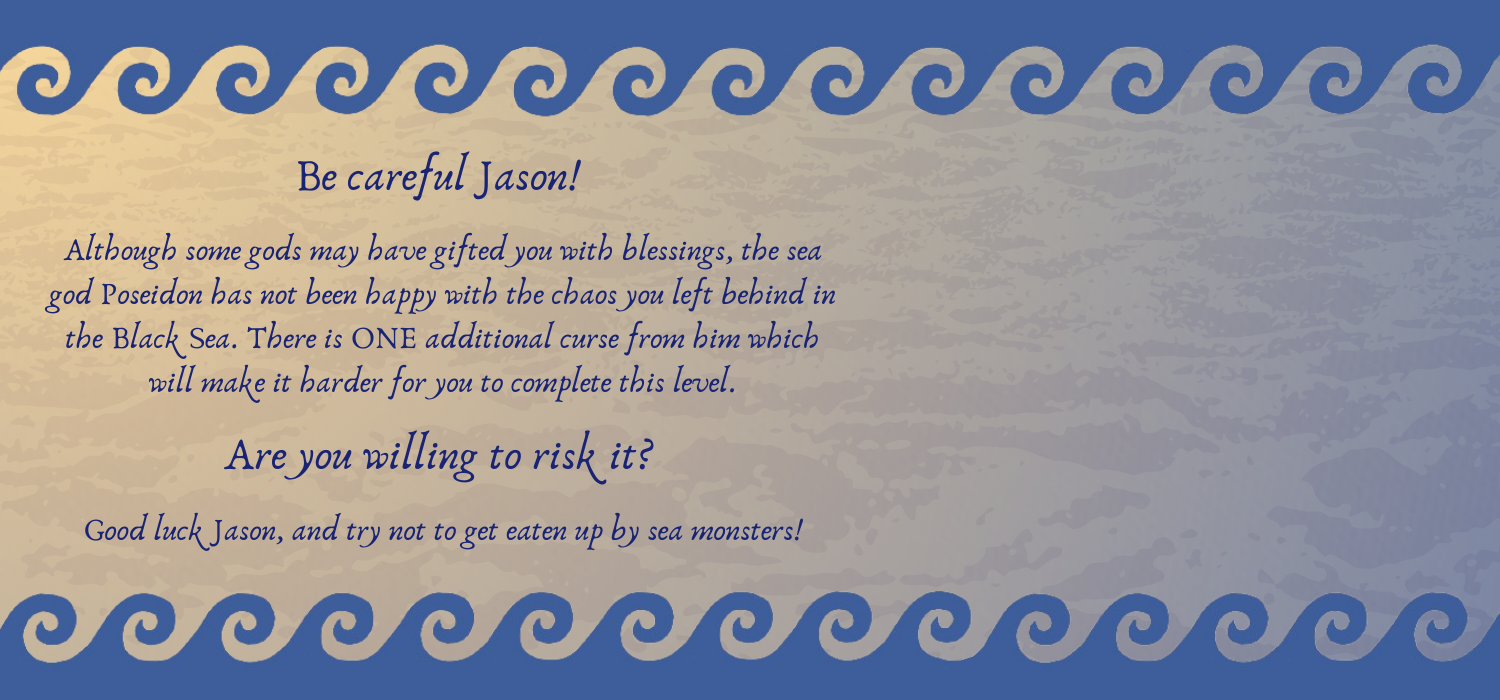 Be careful Jason!
Although some gods may have gifted you with blessings, the sea
god Poseidon has not been happy with the chaos you left behind in
the Black Sea. There is ONE additional curse from him which
will make it harder for you to complete this level.
Are you willing to risk it?
Good luck Jason, and try not to get eaten up by sea monsters!